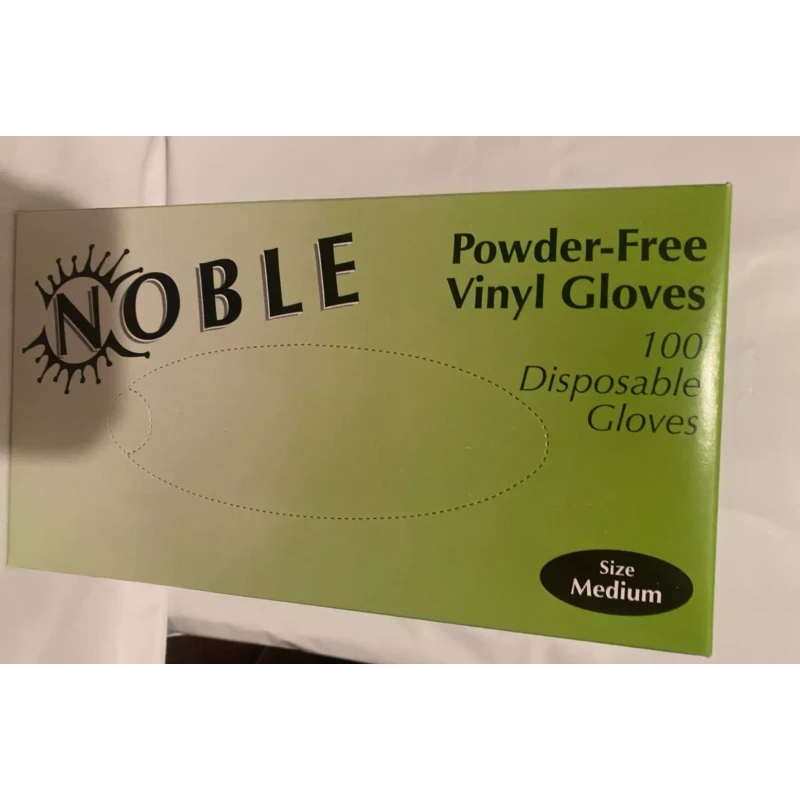 NOBLE
Powder-Free
Vinyl Gloves
100
Disposable
Gloves
Size
Medium